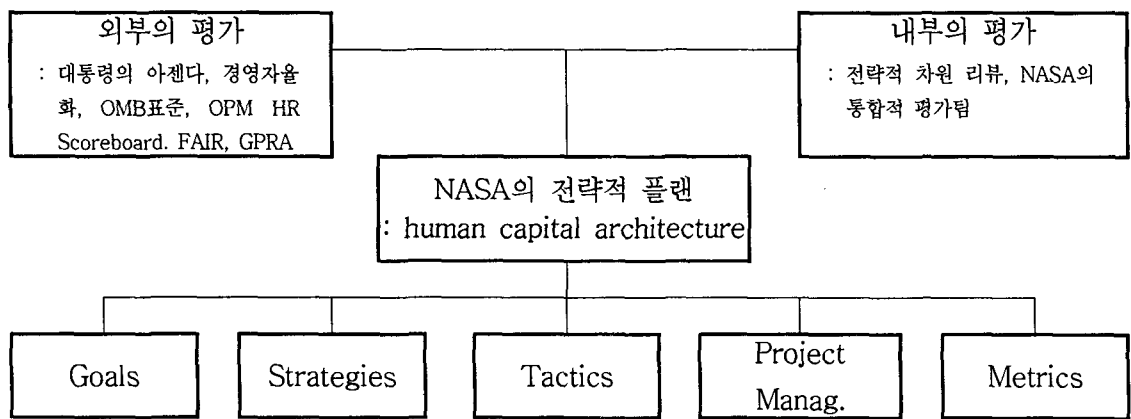 외부의 평가
: 대통령의 아젠다, 경영자율
화, OMB표준, OPM HR
Scoreboard. FAIR, GPRA
내부의 평가
: 전략적 차원 리뷰, NASA의
통합적 평가팀
NASA의 전략적 플랜
: human capital architecture
Goals
Strategies
Tactics
Project
Manag.
Metrics